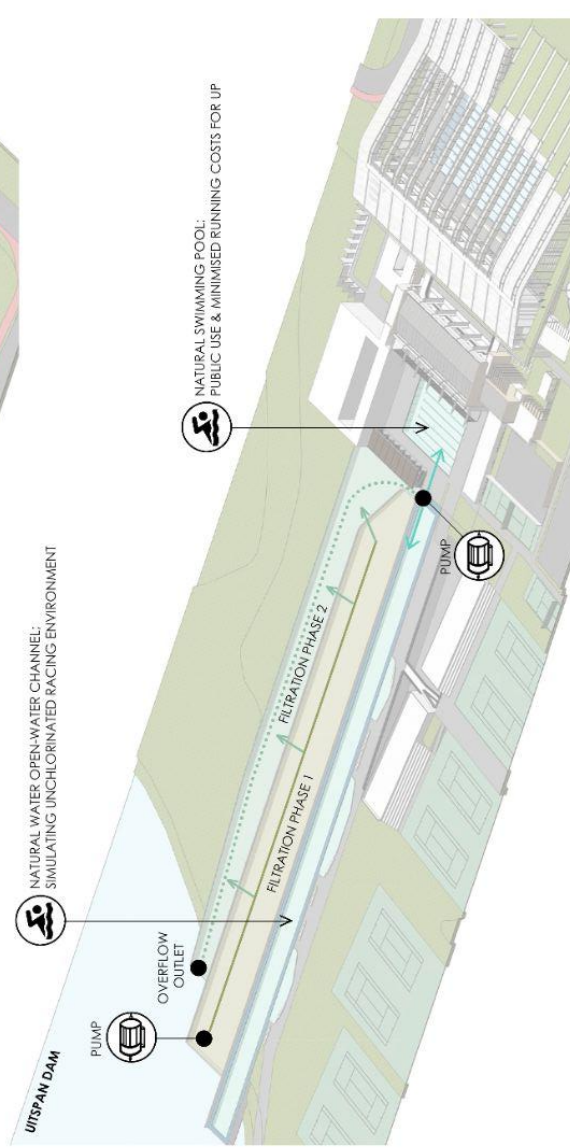 UITSPAN DAM
NATURAL WATER OPEN-WATER CHANNEL:
SIMULATING UNCHLORINATED RACING ENVIRONMENT
NATURAL SWIMMING POOL:
PUBLIC USE & MINIMISED RUNNING COSTS FOR UP
PUMP
OVERFLOW
OUTLET
FILTRATION PHASE 2
FILTRATION PHASE 1
PUMP